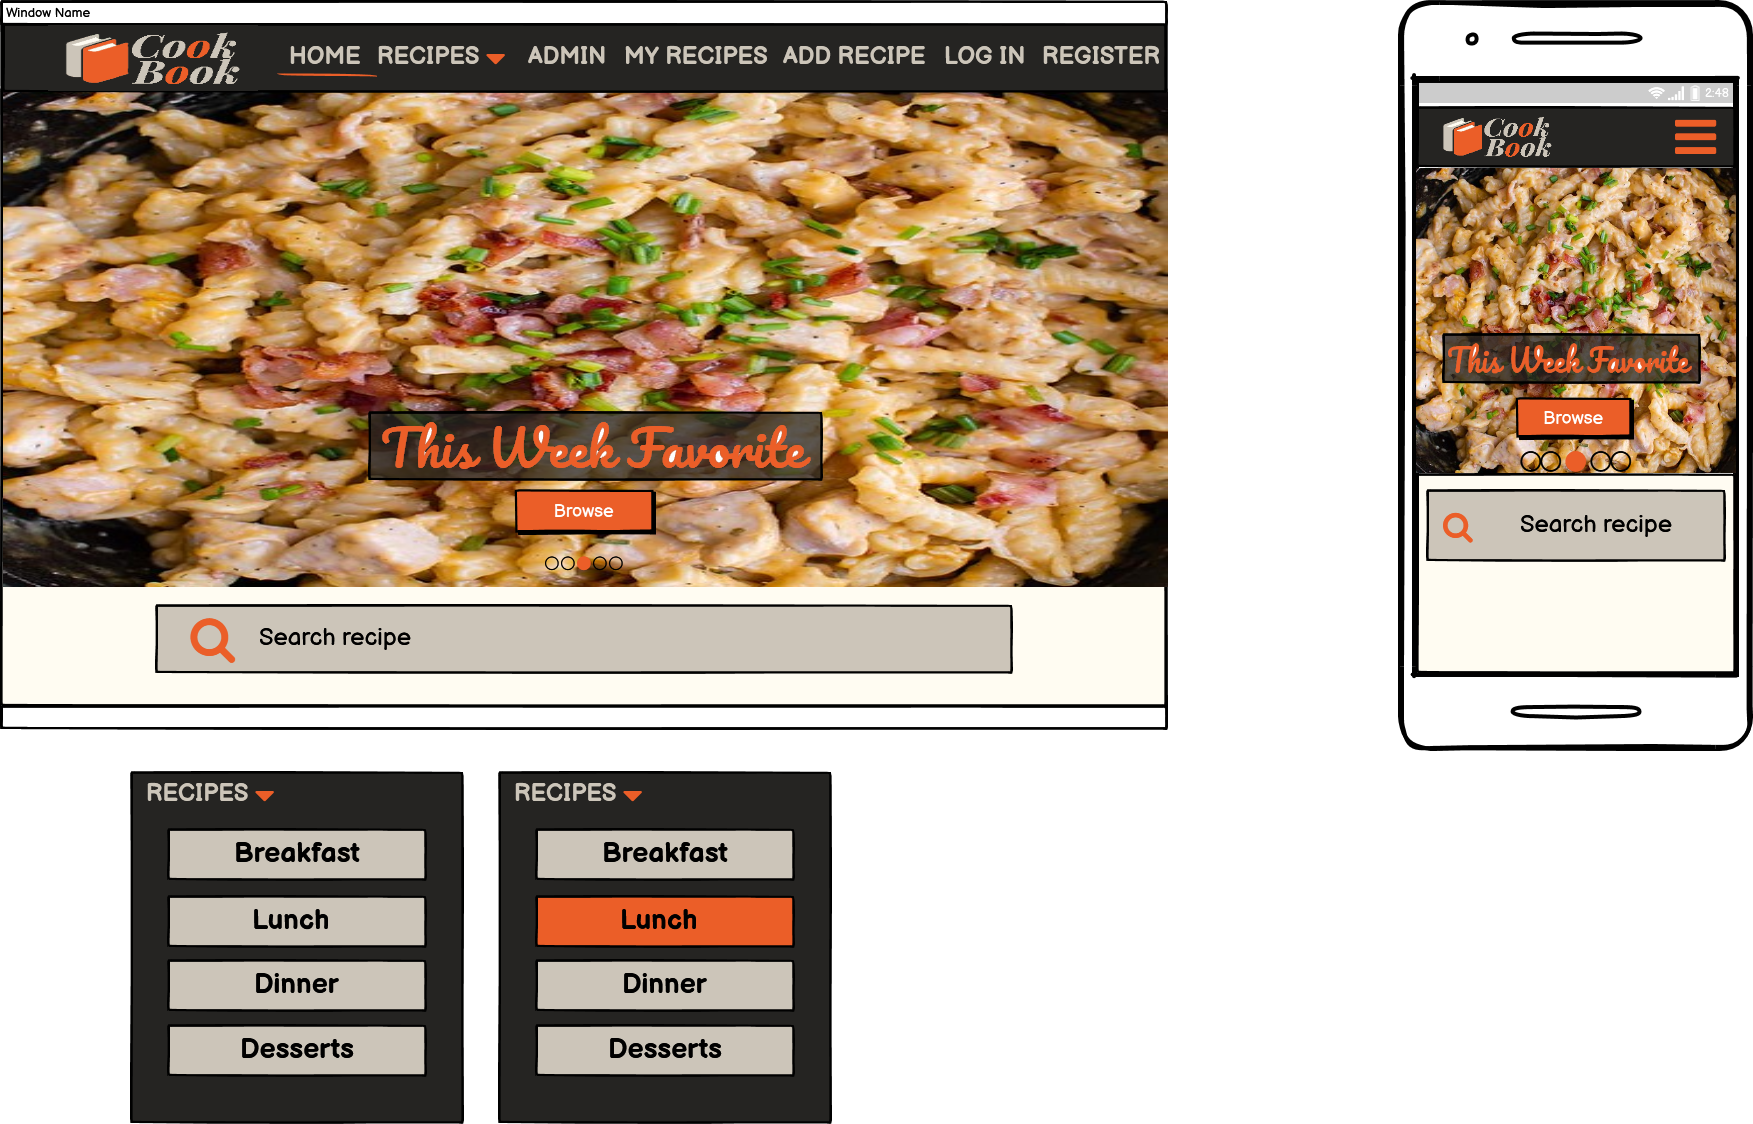 Window Name
Cook
Book
HOME RECIPES ADMIN MY RECIPES ADD RECIPE LOG IN REGISTER
This Week Favorite
Browse
Search recipe
2:48
Cook
Book
This Week Favorite
Browse
Search recipe
RECIPES
Breakfast
Lunch
Dinner
Desserts
RECIPES
Breakfast
Lunch
Dinner
Desserts